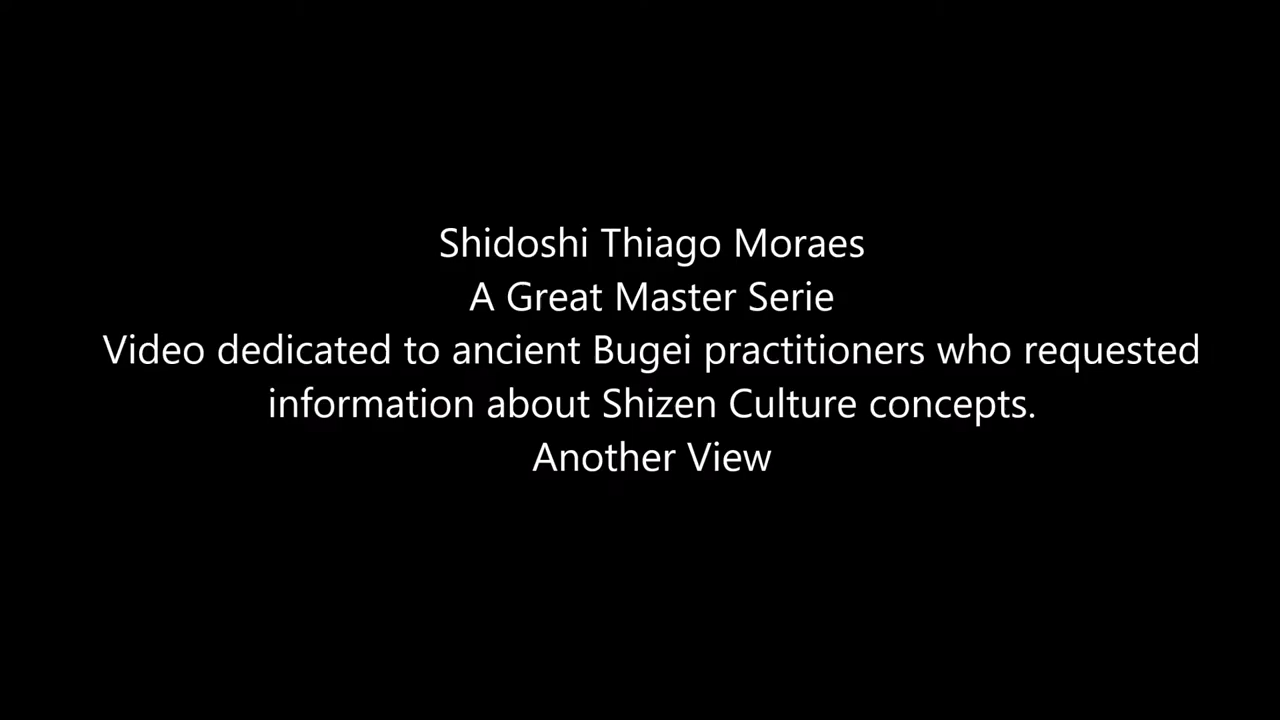 Shidoshi Thiago Moraes
A Great Master Serie
Video dedicated to ancient Bugei practitioners who requested
information about Shizen Culture concepts.
Another View